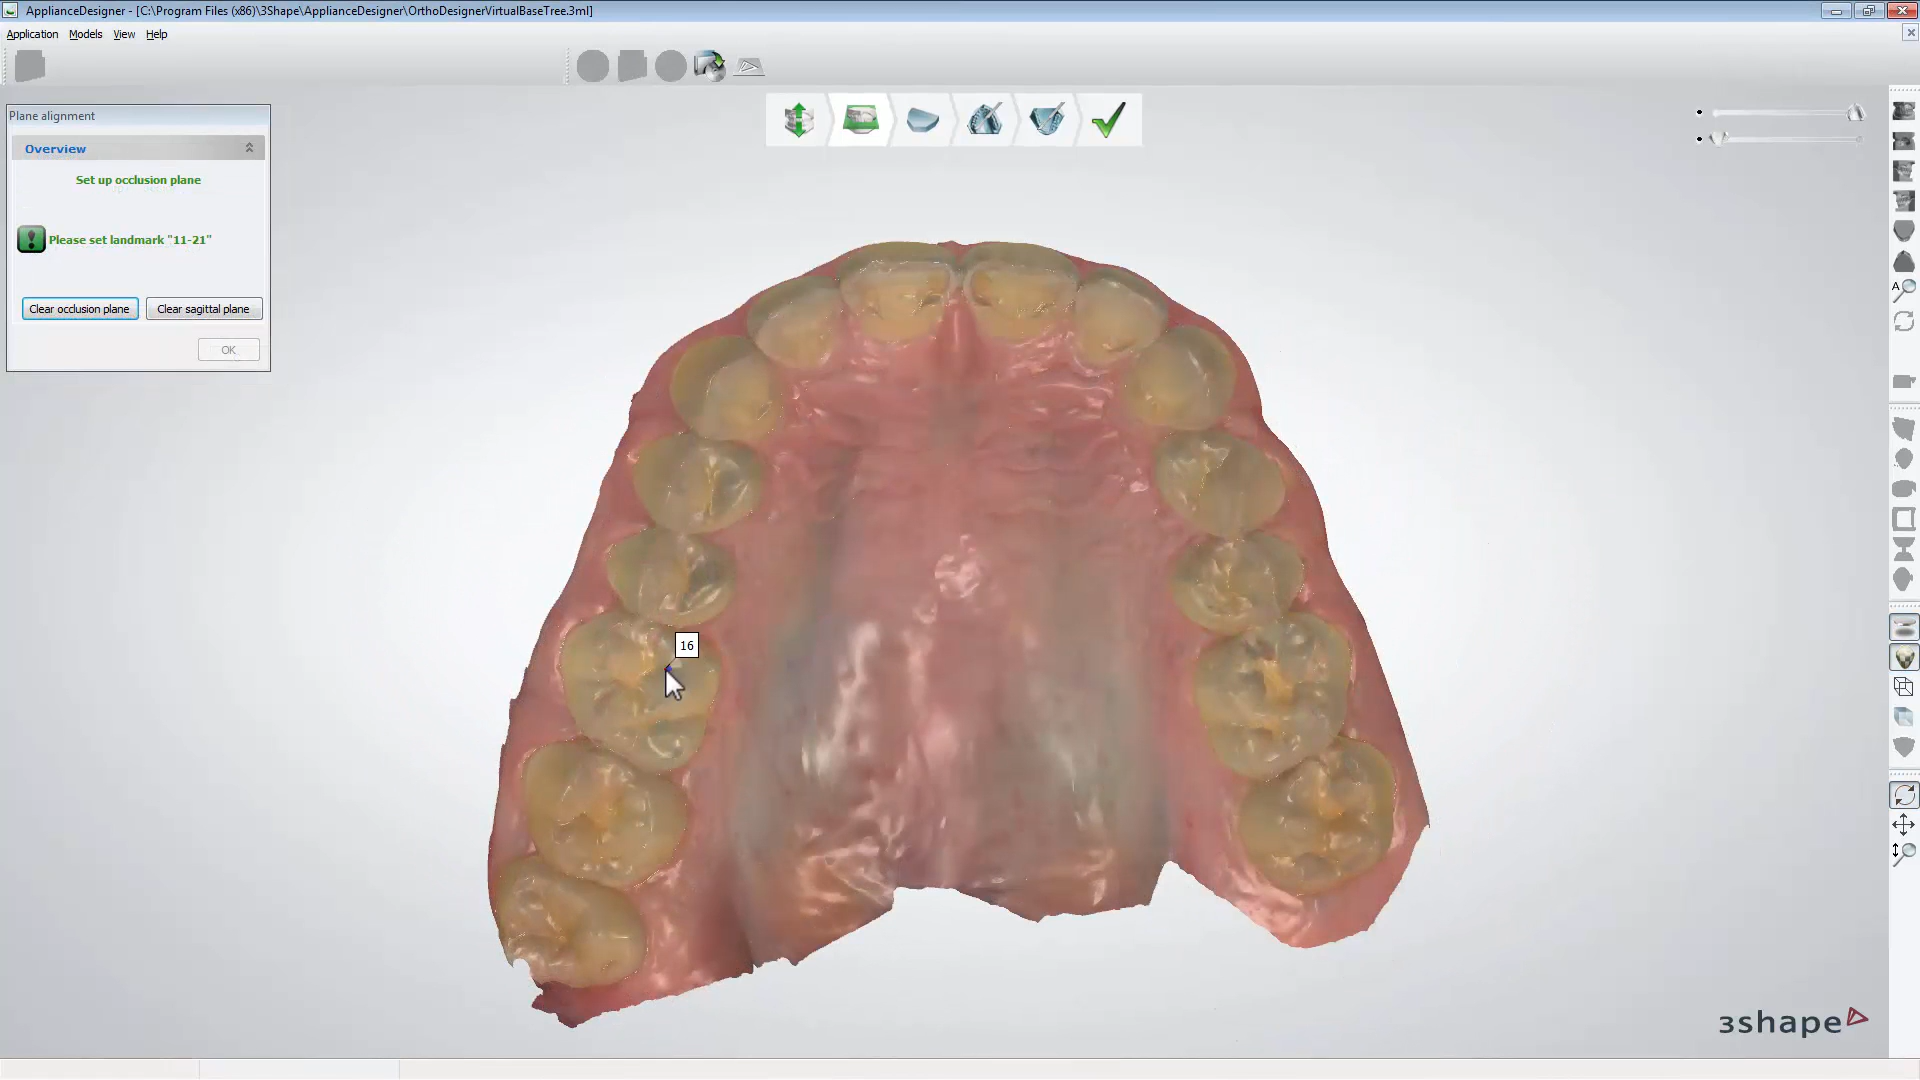 ApplianceDesigner - [C:\Program Files (x86)\3Shape\ApplianceDesigner\OrthoDesignerVirtualBaseTree.3ml]
Application Models View Help
Plane alignment
Overview
Set up occlusion plane
Please set landmark "11-21"
Clear occlusion plane Clear sagittal plane
OK
A
16
3shape